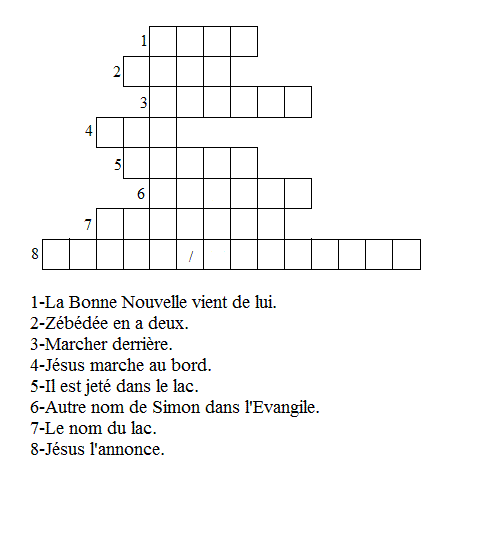 1
2
3
4
5
6
7
8 /
1-La Bonne Nouvelle vient de lui.
2-Zébédée en a deux.
3-Marcher derrière.
4-Jésus marche au bord.
5-Il est jeté dans le lac.
6-Autre nom de Simon dans l'Evangile.
7-Le nom du lac.
8-Jésus l'annonce.